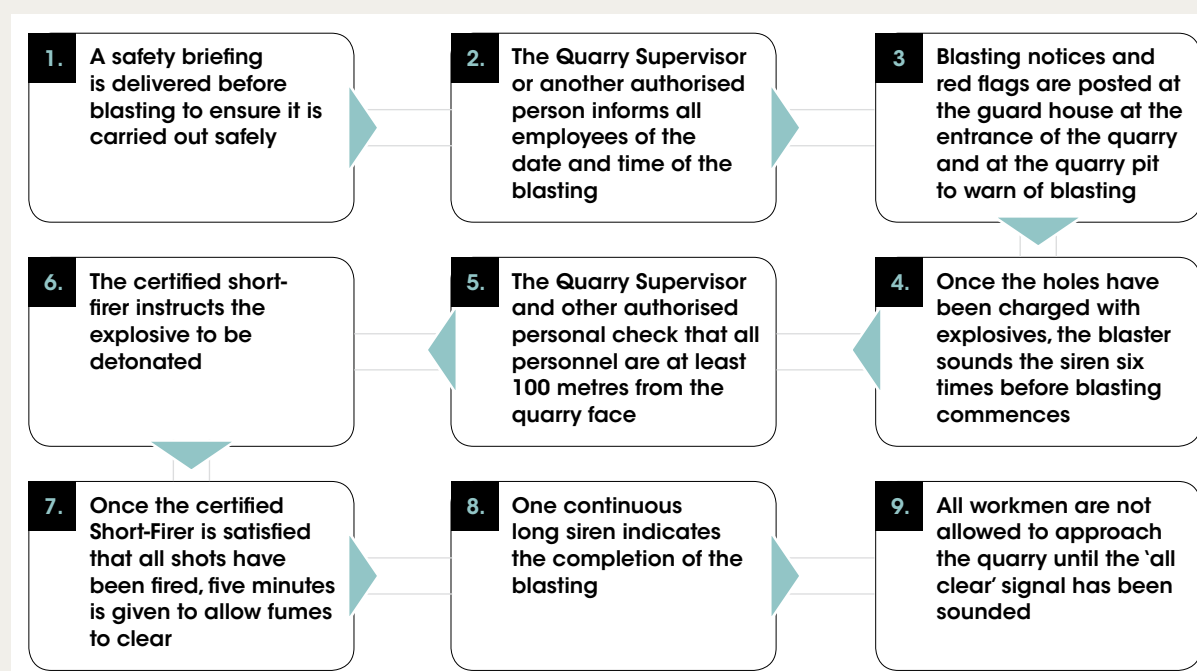 1.
A safety briefing
is delivered before
blasting to ensure it is
carried out safely
2.
The Quarry Supervisor
or another authorised
person informs all
employees of the
date and time of the
blasting
3
Blasting notices and
red flags are posted at
the guard house at the
entrance of the quarry
and at the quarry pit
to warn of blasting
4.
Once the holes have
been charged with
explosives, the blaster
sounds the siren six
times before blasting
commences
5.
The Quarry Supervisor
and other authorised
personal check that all
personnel are at least
100 metres from the
quarry face
6.
The certified short-
firer instructs the
explosive to be
detonated
7.
Once the certified
Short-Firer is satisfied
that all shots have
been fired, five minutes
is given to allow fumes
to clear
8.
One continuous
long siren indicates
the completion of the
blasting
9.
All workmen are not
allowed to approach
the quarry until the ‘all
clear’ signal has been
sounded